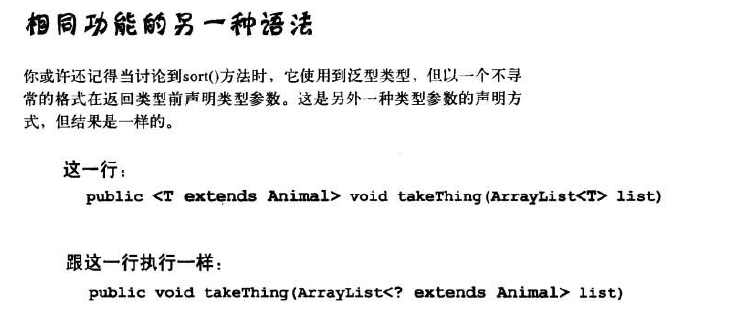 相同功能的另一种语法
你或许还记得当讨论到sort()方法时，它使用到泛型类型，但以一个不寻
常的格式在返回类型前声明类型参数。这是另外一种类型参数的声明方
式，但结果是一样的。
这一行：
public <T extends Animal> void takeThing(ArrayList<T> list)
跟这一行执行一样：
public void takeThing(ArrayList<? extends Animal> list)